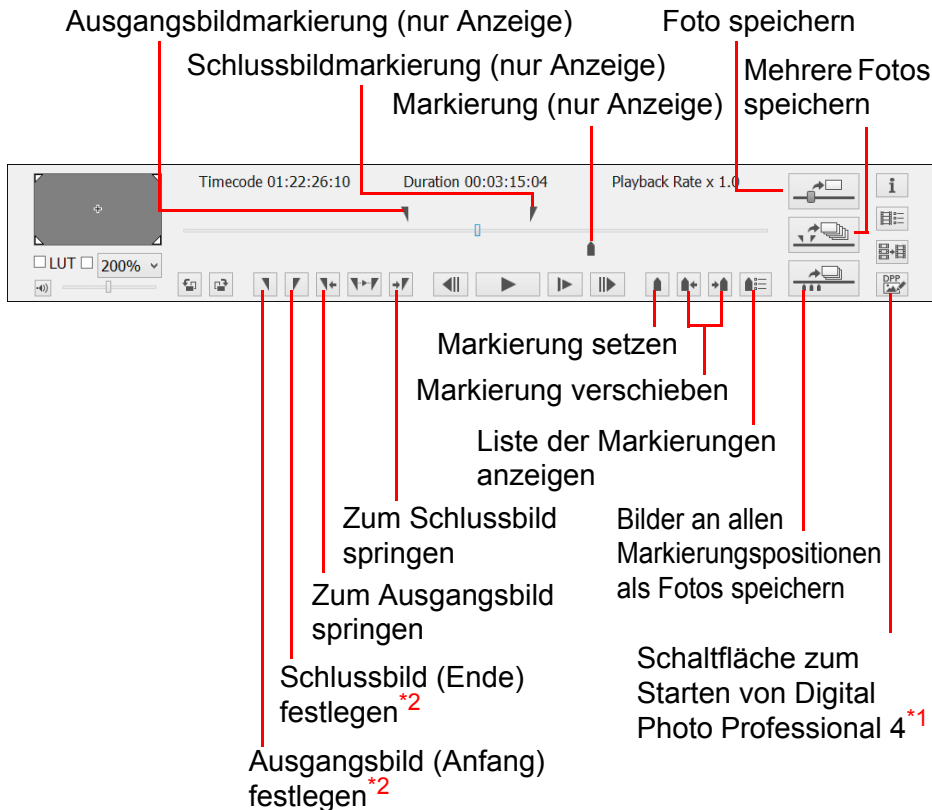 Ausgangsbildmarkierung (nur Anzeige)
Foto speichern
Schlussbildmarkierung (nur Anzeige)
Mehrere Fotos
speichern
Markierung (nur Anzeige)
Timecode 01:22:26:10
Duration 00:03:15:04
Playback Rate x 1.0
LUT
200%
DPP
Markierung setzen
Markierung verschieben
Liste der Markierungen
anzeigen
Zum Schlussbild
springen
Bilder an allen
Markierungspositionen
als Fotos speichern
Zum Ausgangsbild
springen
Schaltfläche zum
Starten von Digital
Photo Professional 4*1
Schlussbild (Ende)
festlegen*2
Ausgangsbild (Anfang)
festlegen*2